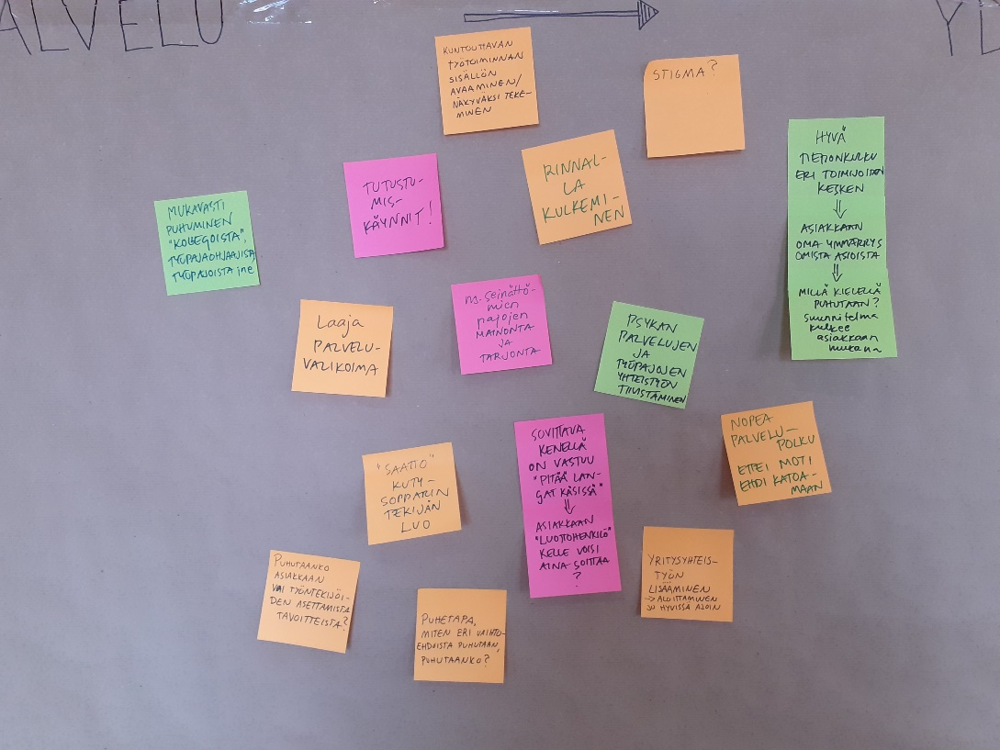 ALVELU
YL
KUNTOUTTAVAN
TYÖTOIMINNAN
SISÄLLÖN
AVAAMINEN/
NÄKYVÄKSI TEKE-
MINEN
STIGMA?
HYVÄ
TIEDONKULKU
ERI TOIMIJOIDEN
KESKEN
⇓
ASIAKKAAN
OMA YMMÄRRYS
OMISTA ASIOISTA
⇓
MILLÄ KIELELLÄ
PUHUTAAN?
suunnitelma
kulkee
asiakkaan
mukana
TUTUSTU-
MIS-
KÄYNNIT!
RINNAL-
LA
KULKEMI-
NEN
MUKAVASTI
PUHUMINEN
"KOLLEGOISTA",
TYÖPAJAOHJAAJISTA,
TYÖPAJOISTA jne
ns. seinättö-
mien
pajojen
MAINONTA
JA
TARJONTA
Laaja
PALVELU-
VALIKOIMA
PSYKAN
PALVELUJEN
JA
TYÖPAJOJEN
YHTEISTYÖN
TIIVISTÄMINEN
NOPEA
PALVELU-
POLKU
ETTEI MOTI
EHDI KATOA-
MAAN
SOVITTAVA
KENELLÄ
ON VASTUU
"PITÄÄ LAN-
GAT KÄSISSÄ"
⇓
ASIAKKAAN
"LUOTTOHENKILÖ"
KELLE VOISI
AINA SOITTAA
?
"SAATTO"
KUTY-
SOPPARIN
TEKIJÄN
LUO
PUHUTAANKO
ASIAKKAAN
VAI TYÖNTEKIJÖI-
DEN ASETTAMISTA
TAVOITTEISTA?
PUHETAPA,
MITEN ERI VAIHTO-
EHDOISTA PUHUTAAN,
PUHUTAANKO?
YRITYSYHTEIS-
TYÖN
LISÄÄMINEN
→ ALOITTAMINEN
JO HYVISSÄ AJOIN